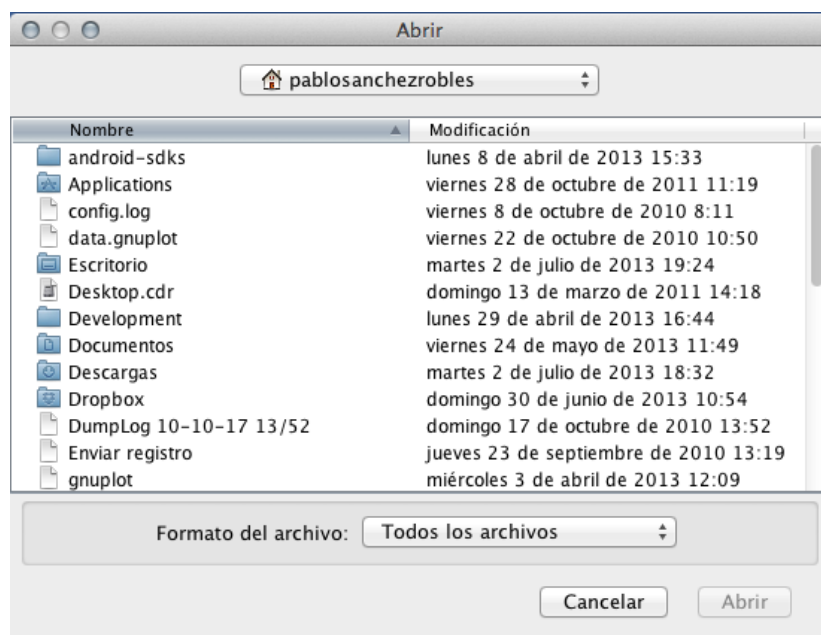 Abrir
pablosanchezrobles
Nombre Modificación
android-sdks lunes 8 de abril de 2013 15:33
Applications viernes 28 de octubre de 2011 11:19
config.log viernes 8 de octubre de 2010 8:11
data.gnuplot viernes 22 de octubre de 2010 10:50
Escritorio martes 2 de julio de 2013 19:24
Desktop.cdr domingo 13 de marzo de 2011 14:18
Development lunes 29 de abril de 2013 16:44
Documentos viernes 24 de mayo de 2013 11:49
Descargas martes 2 de julio de 2013 18:32
Dropbox domingo 30 de junio de 2013 10:54
DumpLog 10-10-17 13/52 domingo 17 de octubre de 2010 13:52
Enviar registro jueves 23 de septiembre de 2010 13:19
gnuplot miércoles 3 de abril de 2013 12:09
Formato del archivo: Todos los archivos
Cancelar Abrir